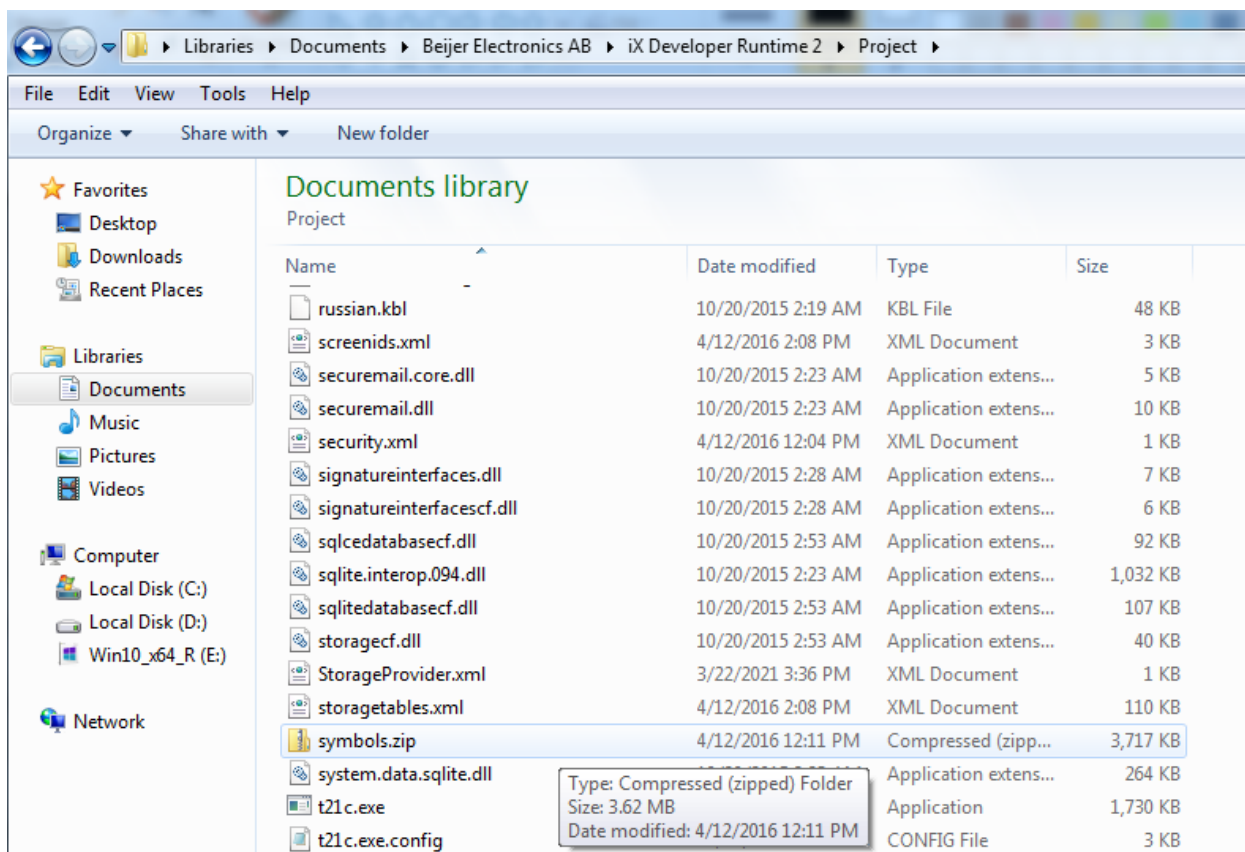 Libraries Documents Beijer Electronics AB iX Developer Runtime 2 Project
File Edit View Tools Help
Organize Share with New folder
Favorites
Desktop
Downloads
Recent Places
Libraries
Documents
Music
Pictures
Videos
Computer
Local Disk (C:)
Local Disk (D:)
Win10_x64_R (E:)
Network
Documents library
Project
Name Date modified Type Size
russian.kbl 10/20/2015 2:19 AM KBL File 48 KB
screenids.xml 4/12/2016 2:08 PM XML Document 3 KB
securemail.core.dll 10/20/2015 2:23 AM Application extens... 5 KB
securemail.dll 10/20/2015 2:23 AM Application extens... 10 KB
security.xml 4/12/2016 12:04 PM XML Document 1 KB
signatureinterfaces.dll 10/20/2015 2:28 AM Application extens... 7 KB
signatureinterfacescf.dll 10/20/2015 2:28 AM Application extens... 6 KB
sqlcedatabasecf.dll 10/20/2015 2:53 AM Application extens... 92 KB
sqlite.interop.094.dll 10/20/2015 2:23 AM Application extens... 1,032 KB
sqlitedatabasecf.dll 10/20/2015 2:53 AM Application extens... 107 KB
storagecf.dll 10/20/2015 2:53 AM Application extens... 40 KB
StorageProvider.xml 3/22/2021 3:36 PM XML Document 1 KB
storagetables.xml 4/12/2016 2:08 PM XML Document 110 KB
symbols.zip 4/12/2016 12:11 PM Compressed (zipp... 3,717 KB
system.data.sqlite.dll Application extens... 264 KB
t21c.exe Application 1,730 KB
t21c.exe.config CONFIG File 3 KB
Type: Compressed (zipped) Folder
Size: 3.62 MB
Date modified: 4/12/2016 12:11 PM